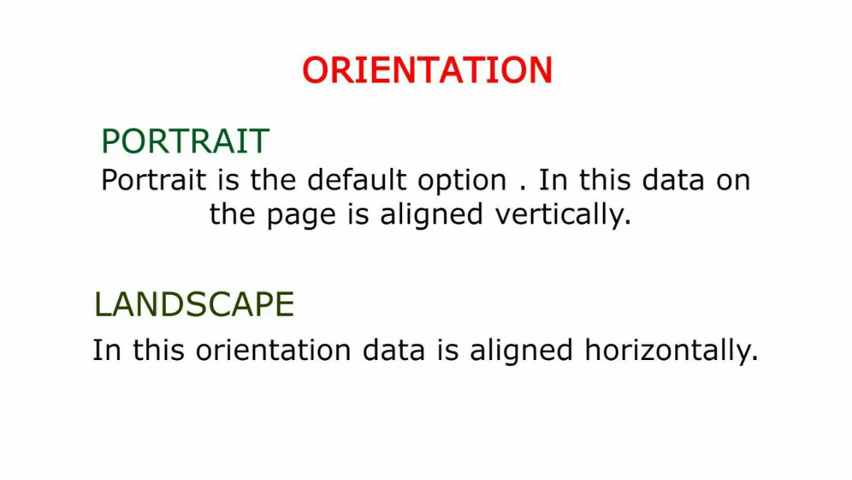 ORIENTATION
PORTRAIT
Portrait is the default option . In this data on
the page is aligned vertically.
LANDSCAPE
In this orientation data is aligned horizontally.